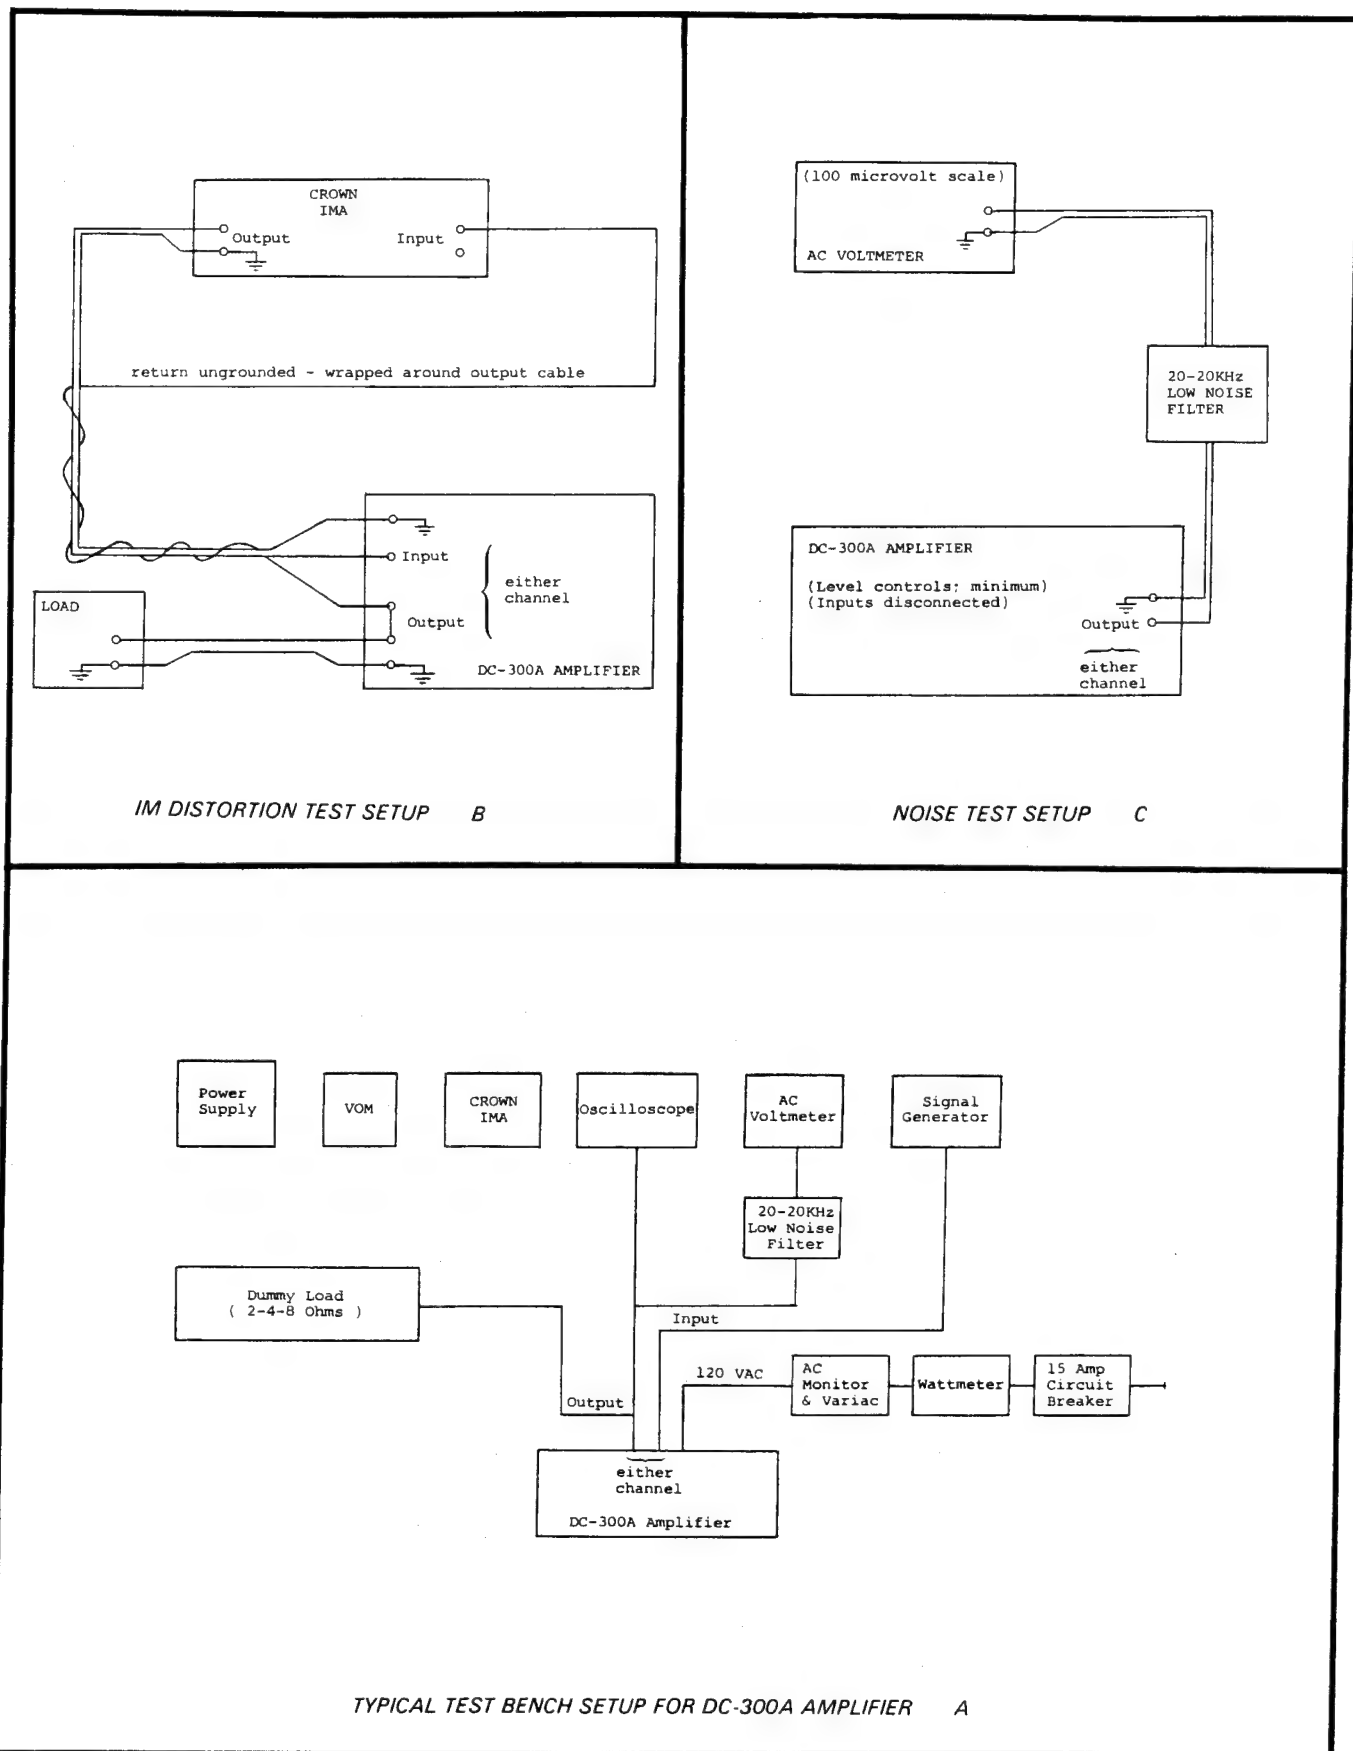 CROWN
IMA
Output
Input
return ungrounded - wrapped around output cable
Input
either
channel
Output
LOAD
DC-300A AMPLIFIER
IM DISTORTION TEST SETUP B
(100 microvolt scale)
AC VOLTMETER
20-20KHz
LOW NOISE
FILTER
DC-300A AMPLIFIER
(Level controls; minimum)
(Inputs disconnected)
Output
either
channel
NOISE TEST SETUP C
Power
Supply
VOM
CROWN
IMA
Oscilloscope
AC
Voltmeter
Signal
Generator
20-20KHz
Low Noise
Filter
Dummy Load
( 2-4-8 Ohms )
Input
120 VAC
AC
Monitor
& Variac
Wattmeter
15 Amp
Circuit
Breaker
Output
either
channel
DC-300A Amplifier
TYPICAL TEST BENCH SETUP FOR DC-300A AMPLIFIER A